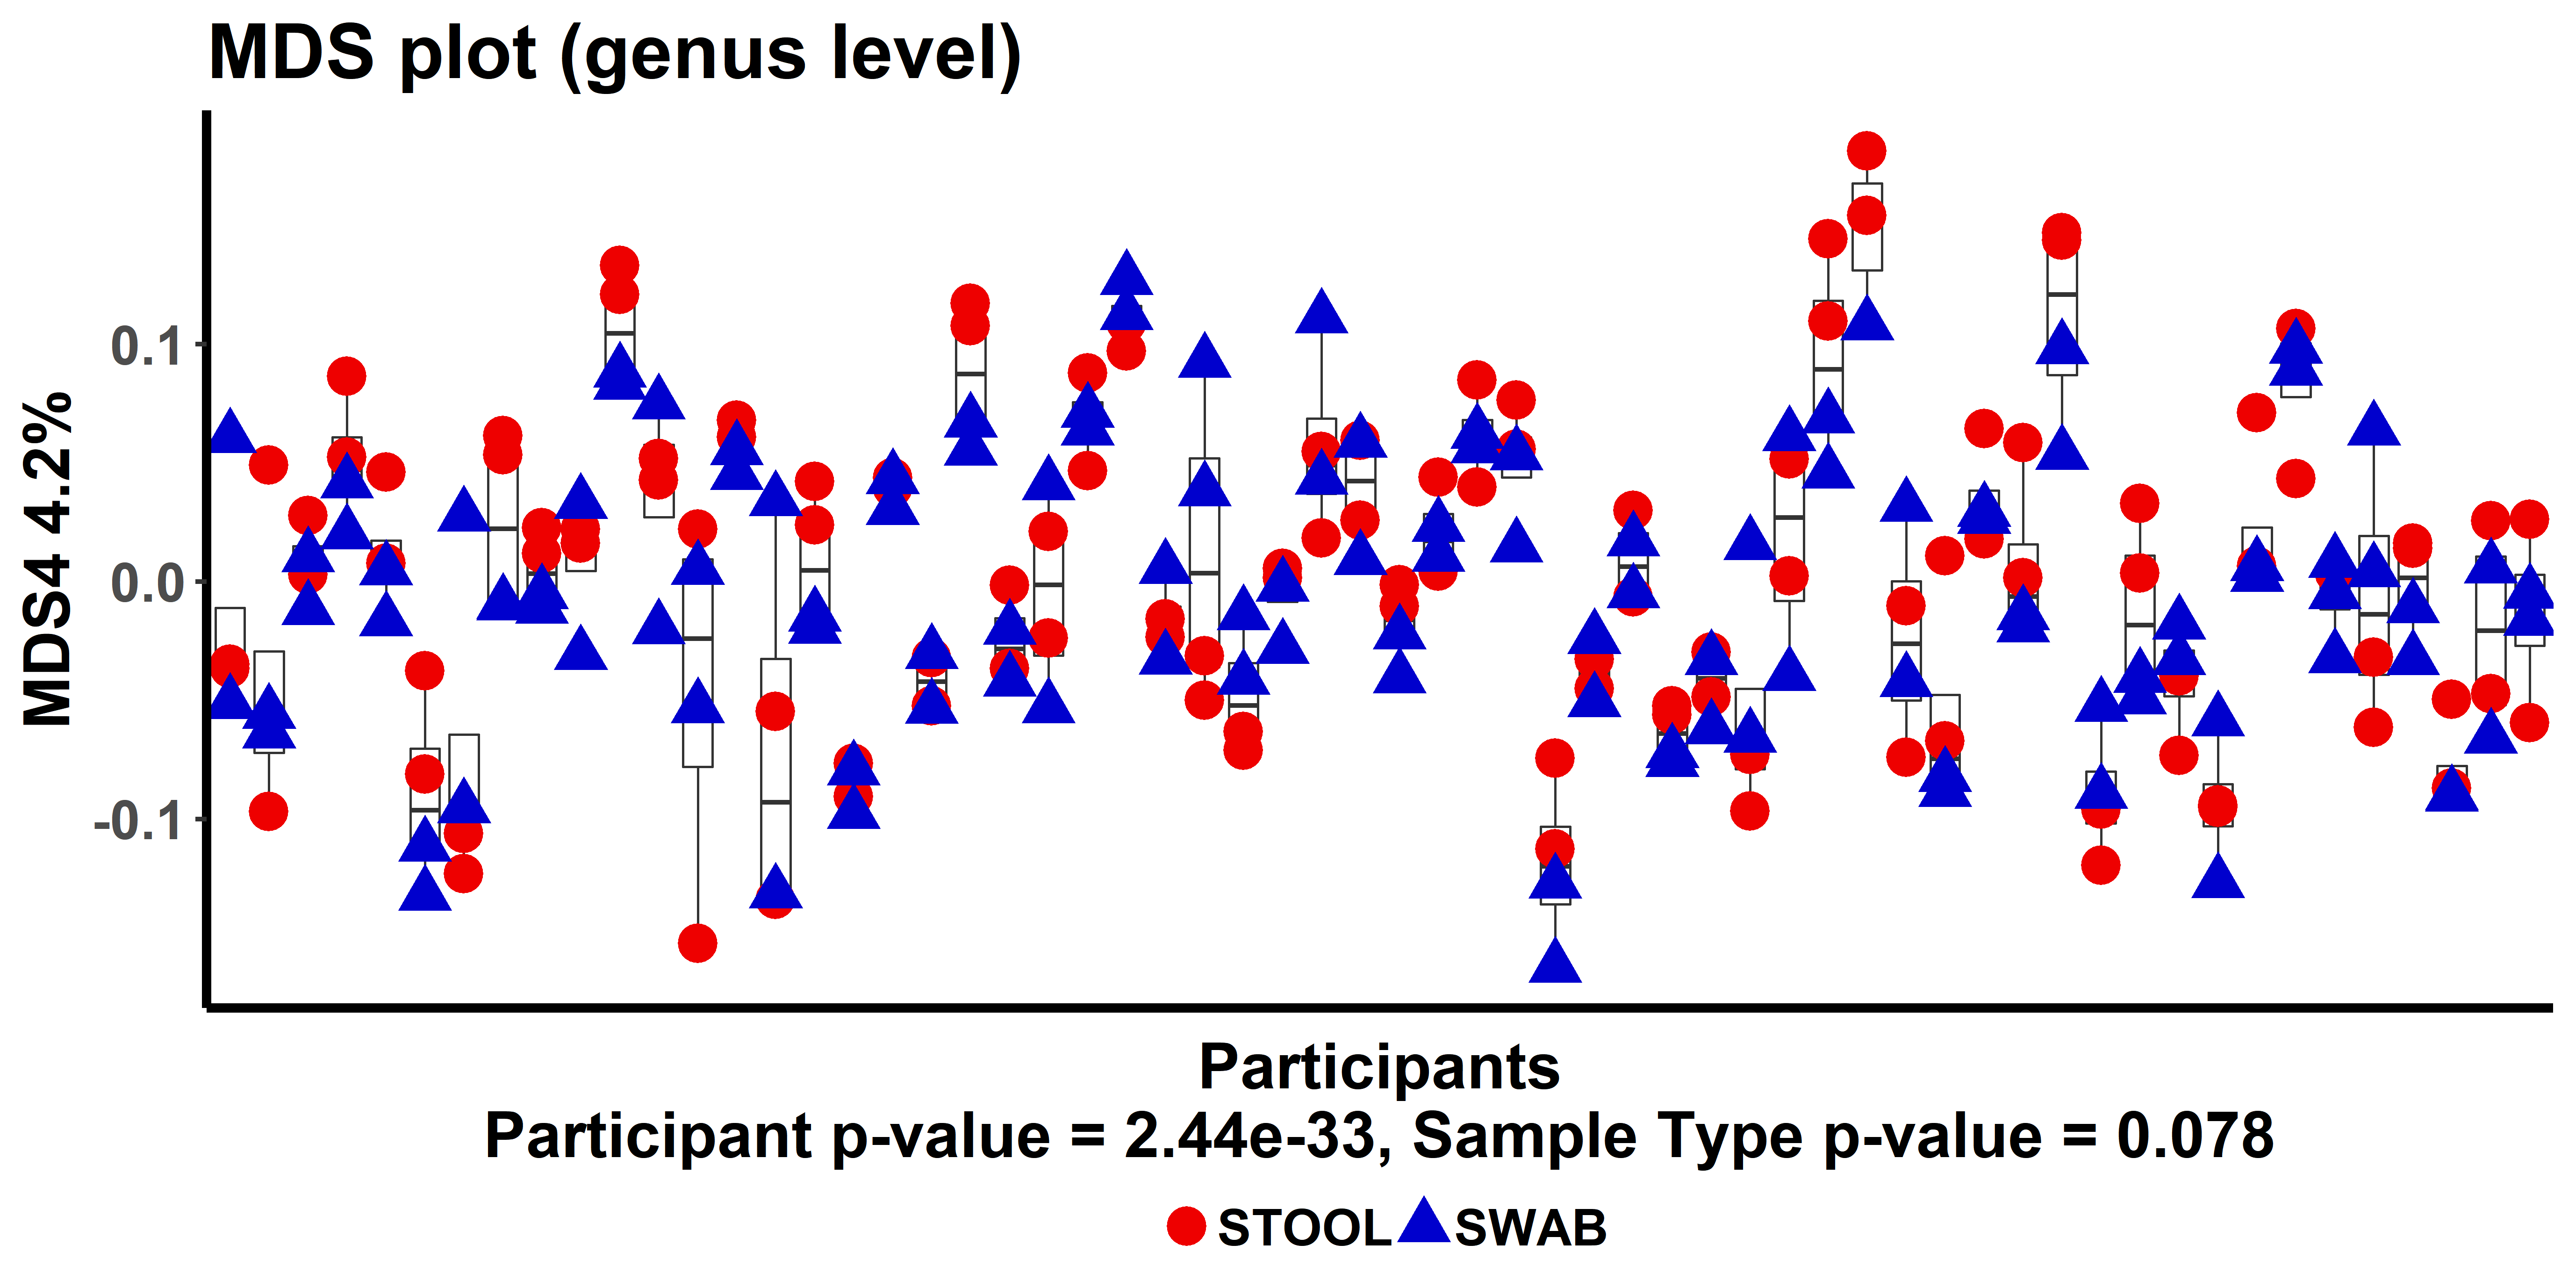 MDS plot (genus level)
MDS4 4.2%
0.1
0.0
-0.1
Participants
Participant p-value = 2.44e-33, Sample Type p-value = 0.078
STOOL SWAB